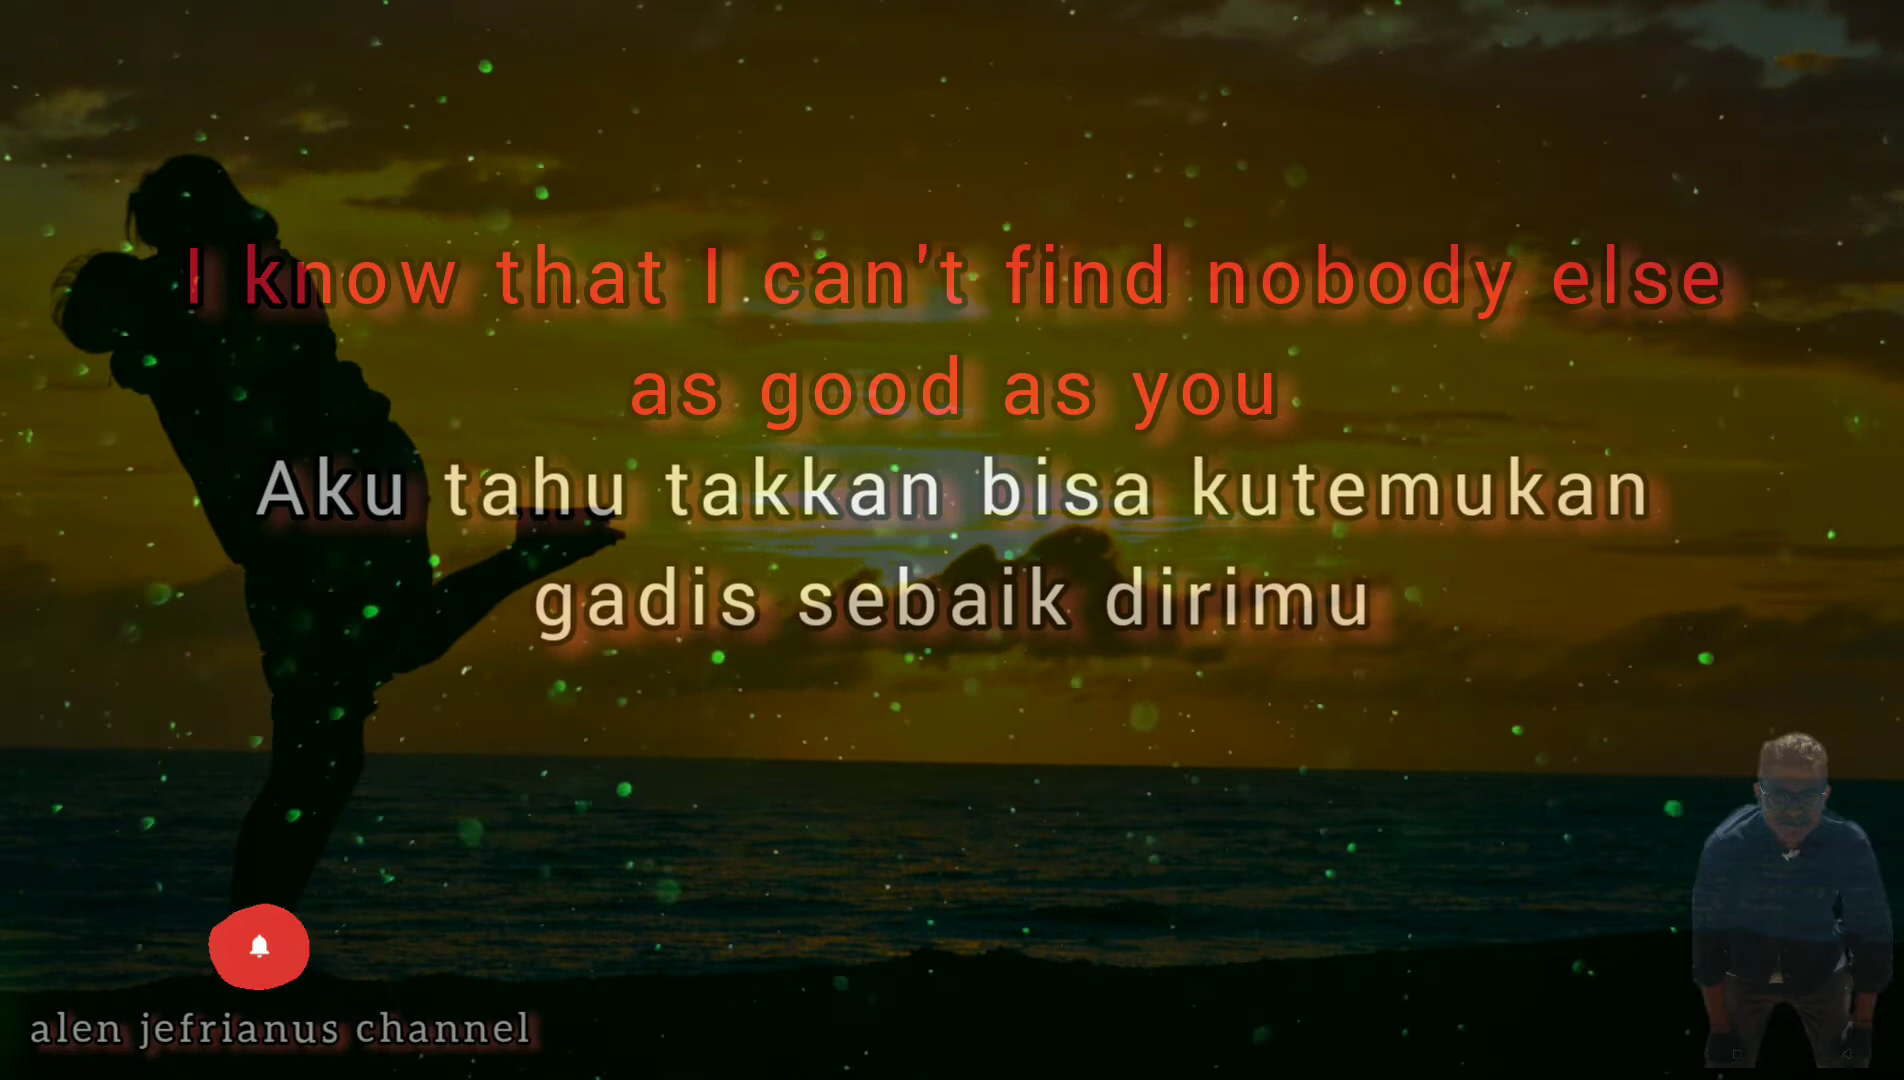 I know that I can't find nobody else
as good as you
Aku tahu takkan bisa kutemukan
gadis sebaik dirimu
alen jefrianus channel